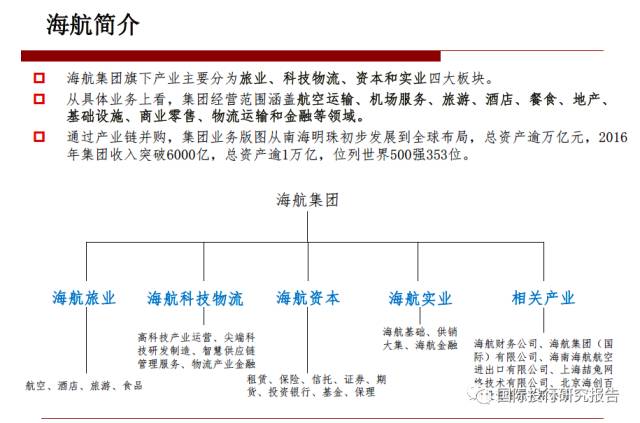 海航简介
海航集团旗下产业主要分为旅业、科技物流、资本和实业四大板块。
从具体业务上看，集团经营范围涵盖航空运输、机场服务、旅游、酒店、餐食、地产、
基础设施、商业零售、物流运输和金融等领域。
通过产业链并购，集团业务版图从南海明珠初步发展到全球布局，总资产逾万亿元，2016
年集团收入突破6000亿，总资产逾1万亿，位列世界500强353位。
海航集团
海航旅业
海航科技物流
海航资本
海航实业
相关产业
航空、酒店、旅游、食品
高科技产业运营、尖端科
技研发制造、智慧供应链
管理服务、物流产业金融
租赁、保险、信托、证券、期
货、投资银行、基金、保理
海航基础、供销
大集、海航金融
海航财务公司、海航集团（国
际）有限公司、海南海航航空
进出口有限公司、上海喆兔网
络技术有限公司、北京海创百
国际投行研究报告